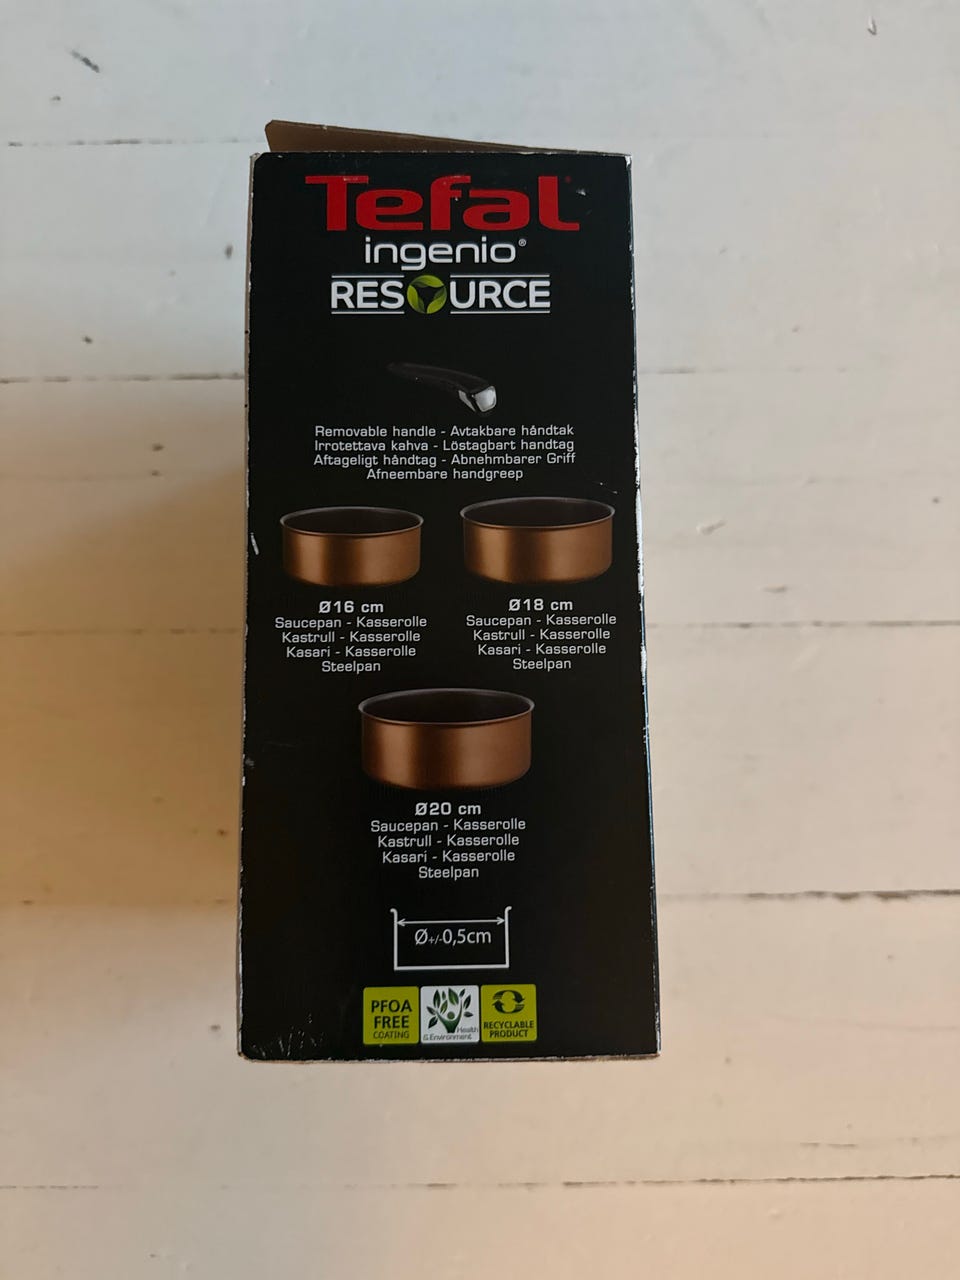 Tefal
ingenio®
RESOURCE
Removable handle - Avtakbare håndtak
Irrotettava kahva - Löstagbart handtag
Aftageligt håndtag - Abnehmbarer Griff
Afneembare handgreep
Ø16 cm
Saucepan - Kasserolle
Kastrull - Kasserolle
Kasari - Kasserolle
Steelpan
Ø18 cm
Saucepan - Kasserolle
Kastrull - Kasserolle
Kasari - Kasserolle
Steelpan
Ø20 cm
Saucepan - Kasserolle
Kastrull - Kasserolle
Kasari - Kasserolle
Steelpan
Ø+/-0,5cm
PFOA
FREE
COATING
Health
& Environment
RECYCLABLE
PRODUCT